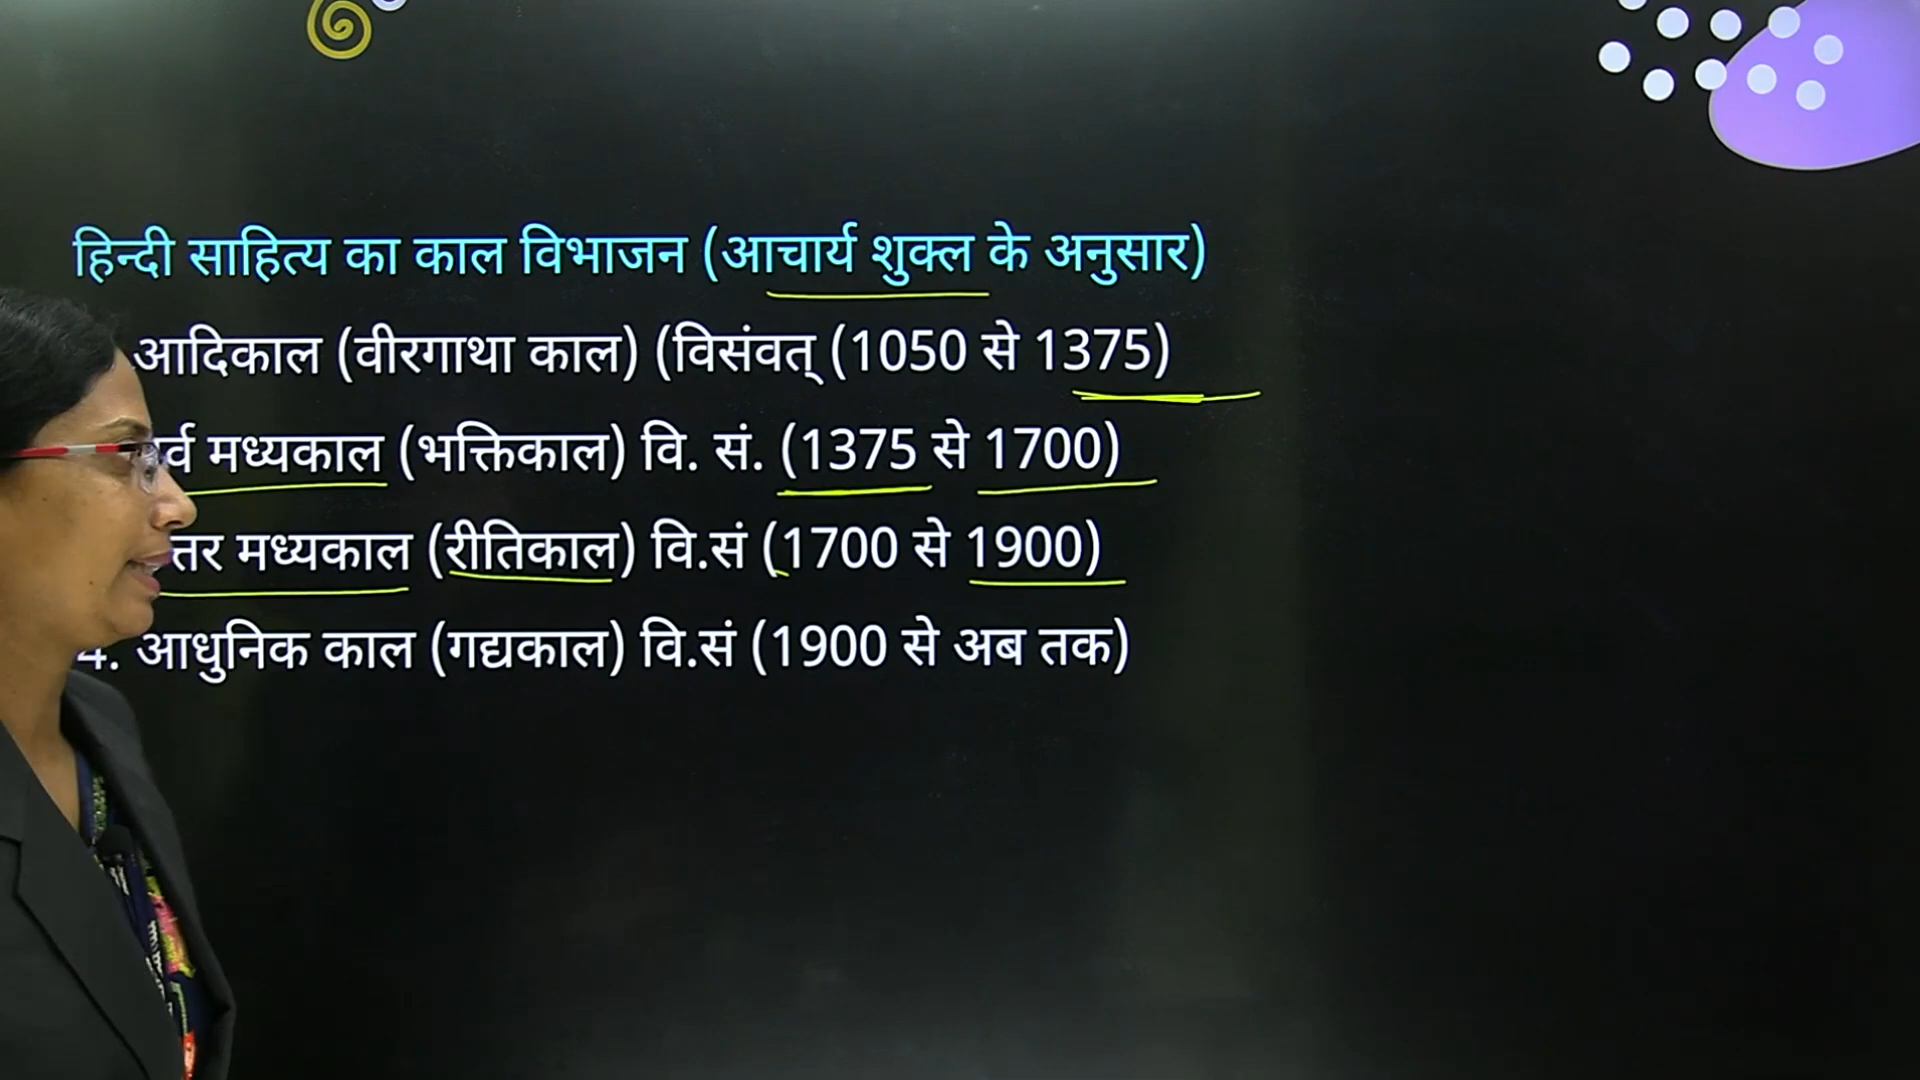 हिन्दी साहित्य का काल विभाजन (आचार्य शुक्ल के अनुसार)
आदिकाल (वीरगाथा काल) (विसंवत् (1050 से 1375)
मध्यकाल (भक्तिकाल) वि. सं. (1375 से 1700)
मध्यकाल (रीतिकाल) वि.सं (1700 से 1900)
4. आधुनिक काल (गद्यकाल) वि.सं (1900 से अब तक)